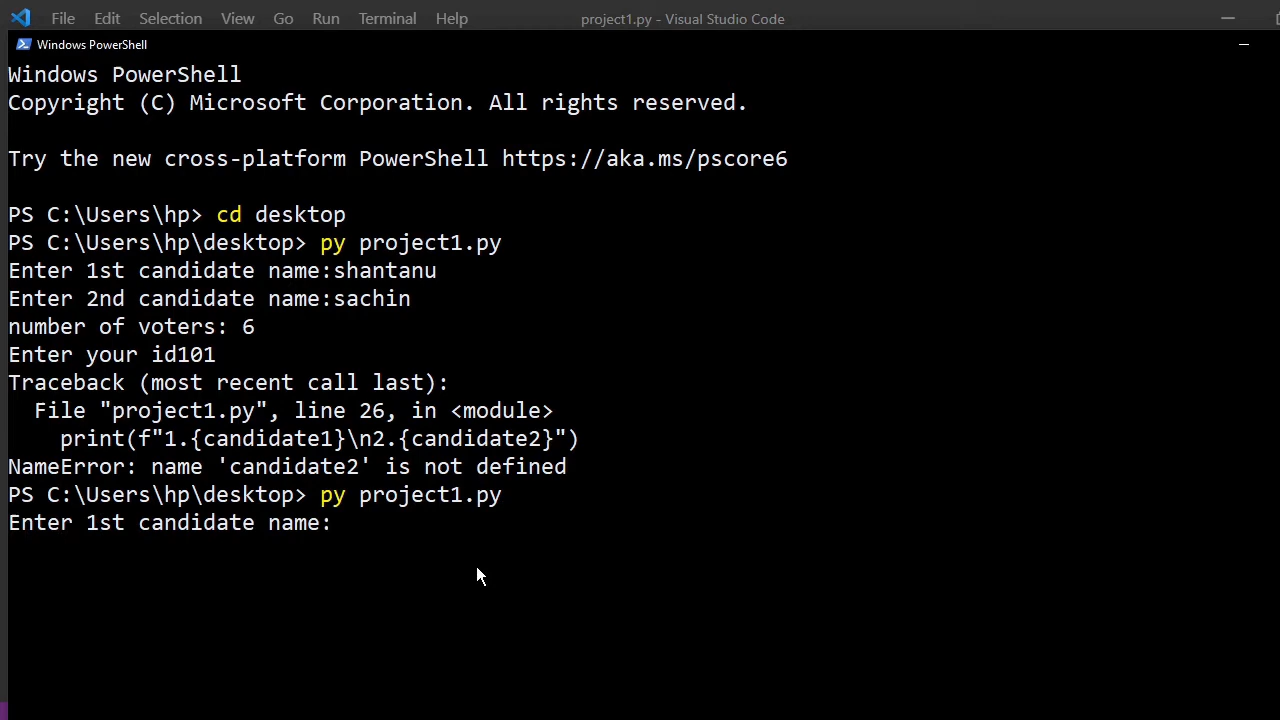 File Edit Selection View Go Run Terminal Help project1.py - Visual Studio Code
Windows PowerShell
Windows PowerShell
Copyright (C) Microsoft Corporation. All rights reserved.
Try the new cross-platform PowerShell https://aka.ms/pscore6
PS C:\Users\hp> cd desktop
PS C:\Users\hp\desktop> py project1.py
Enter 1st candidate name:shantanu
Enter 2nd candidate name:sachin
number of voters: 6
Enter your id101
Traceback (most recent call last):
  File "project1.py", line 26, in <module>
    print(f"1.{candidate1}\n2.{candidate2}")
NameError: name 'candidate2' is not defined
PS C:\Users\hp\desktop> py project1.py
Enter 1st candidate name: